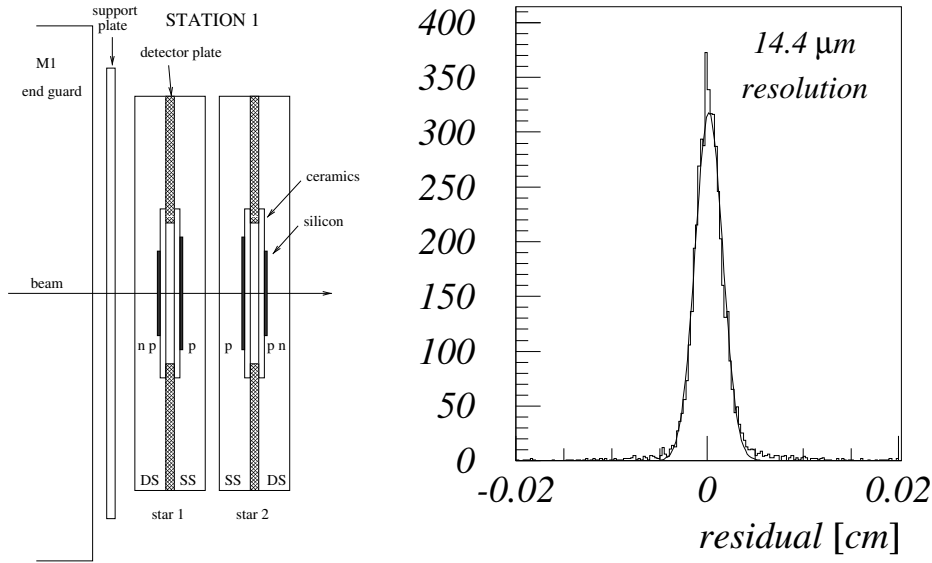 support
plate
STATION 1
detector plate
M1
end guard
ceramics
silicon
beam
n p
p
p
p n
DS
SS
SS
DS
star 1
star 2
400
350
300
250
200
150
100
50
0
14.4 μm
resolution
-0.02
0
0.02
residual [cm]